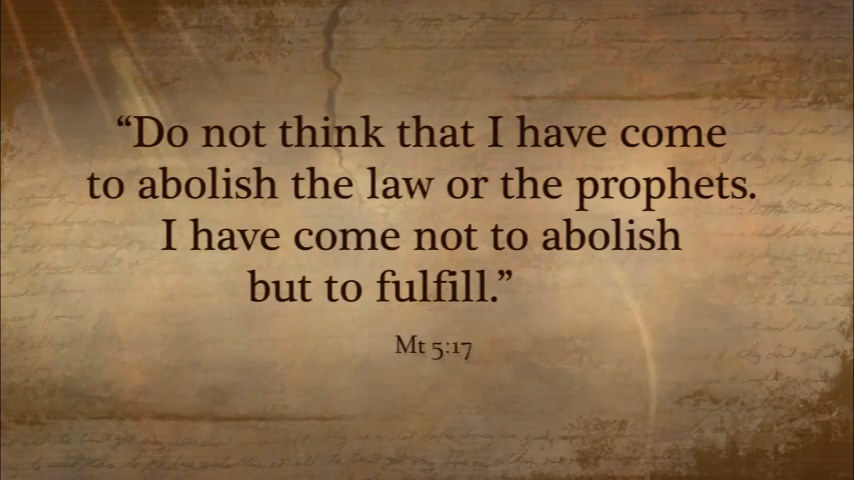 “Do not think that I have come
to abolish the law or the prophets.
I have come not to abolish
but to fulfill.”
Mt 5:17